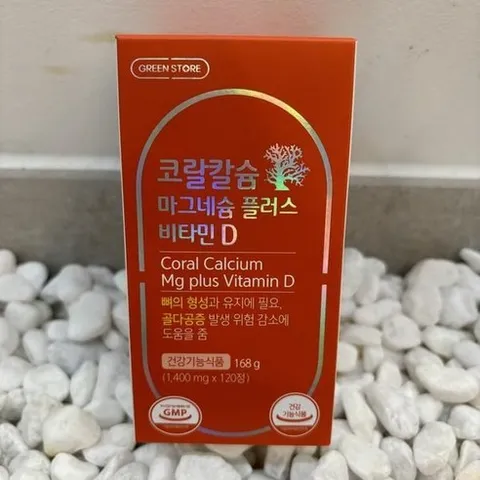 GREEN STORE
코랄칼슘
마그네슘 플러스
비타민 D
Coral Calcium
Mg plus Vitamin D
뼈의 형성과 유지에 필요,
골다공증 발생 위험 감소에
도움을 줌
건강기능식품 168 g
(1,400 mg x 120정)
GMP
건강
기능식품